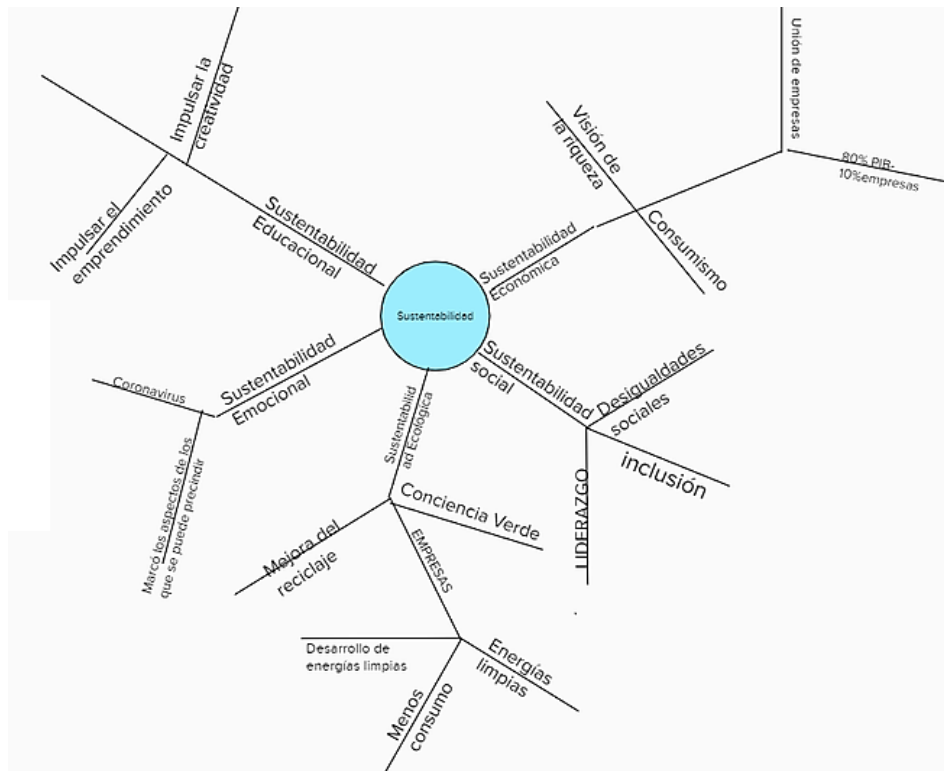 Impulsar la
creatividad
Impulsar el
emprendimiento
Sustentabilidad
Educacional
Unión de empresas
80% PIB-
10%empresas
Visión de
la riqueza
Consumismo
Sustentabilidad
Económica
Sustentabilidad
Sustentabilidad
social
Desigualdades
sociales
inclusión
LIDERAZGO
Sustentabilidad
Emocional
Coronavirus
Marcó los aspectos de los
que se puede precindir
Sustentabilid
ad Ecológica
Conciencia Verde
Mejora del
reciclaje
EMPRESAS
Desarrollo de
energías limpias
Energías
limpias
Menos
consumo